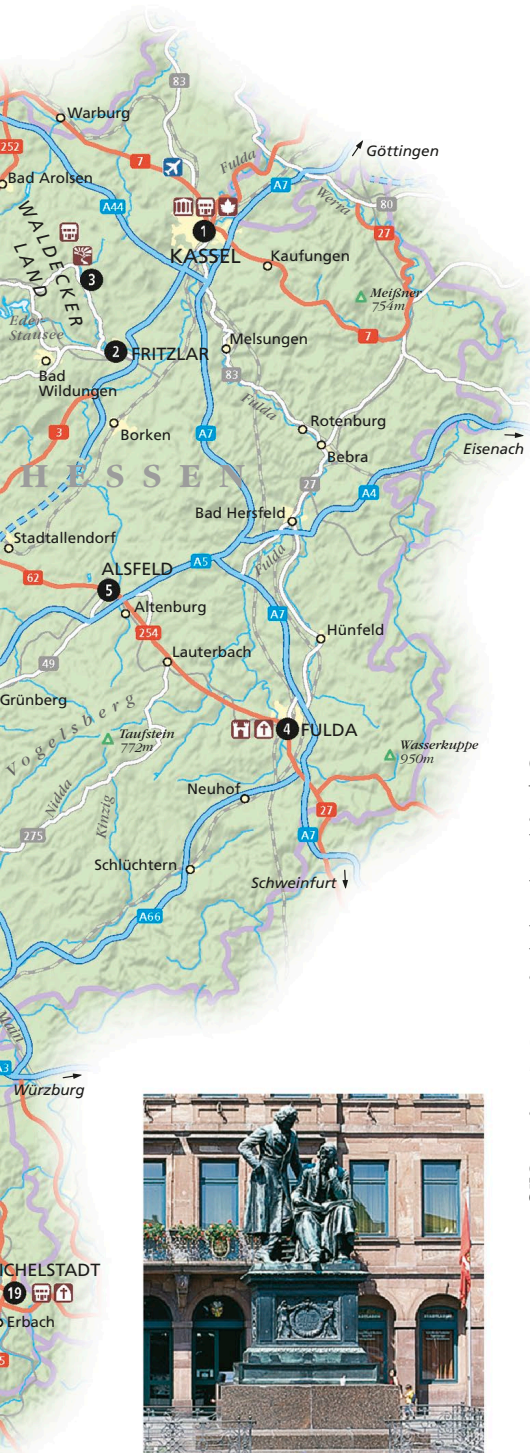 83
Warburg
252
7
Fulda
Göttingen
Bad Arolsen
A44
A7
Werra
80
27
WALDECKER
LAND
1
KASSEL
Kaufungen
3
Meißner
754m
Eder-
Stausee
2 FRITZLAR
Melsungen
7
Bad
Wildungen
83
Fulda
3
Borken
A7
Rotenburg
Bebra
Eisenach
HESSEN
27
A4
Bad Hersfeld
Stadtallendorf
ALSFELD
A5
Fulda
62
5
Altenburg
A7
254
Hünfeld
49
Lauterbach
Grünberg
Vogelsberg
4 FULDA
Taufstein
772m
Wasserkuppe
950m
Nidda
Kinzig
Neuhof
27
275
A7
Schlüchtern
Schweinfurt
A66
Main
A3
Würzburg
ICHELSTADT
19
Erbach
5